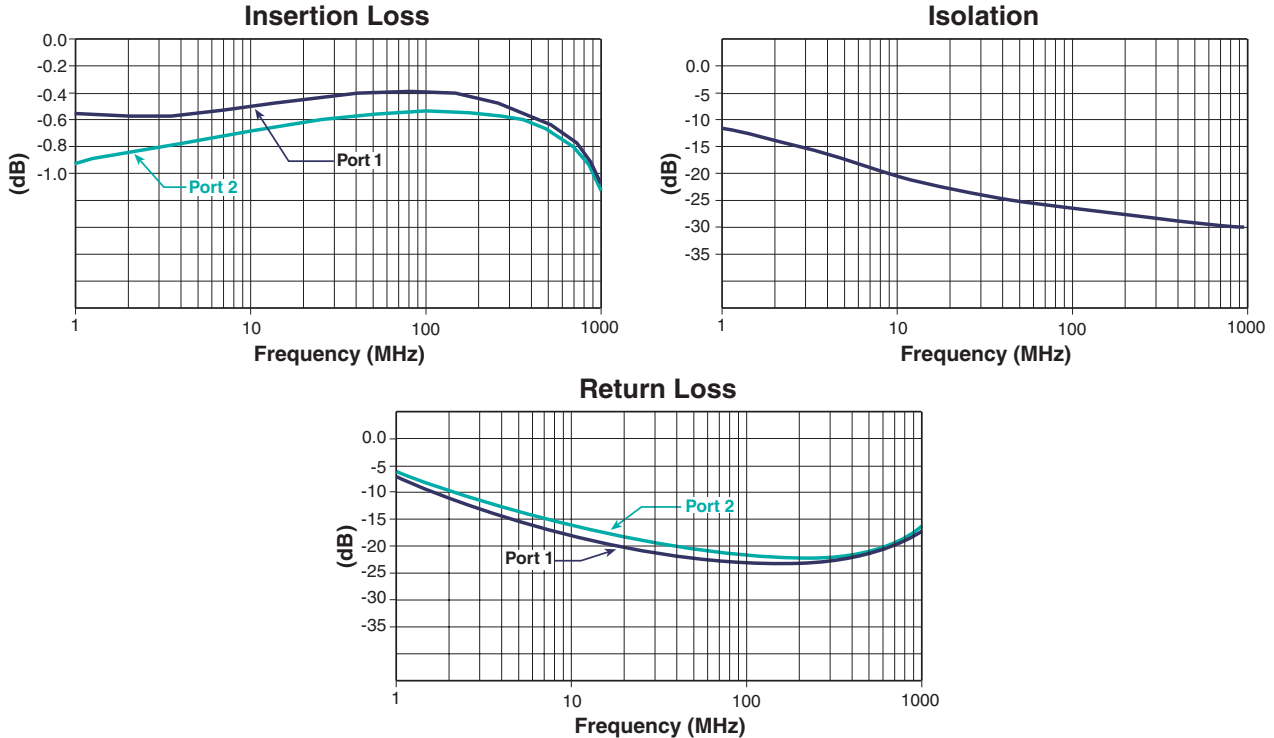 Insertion Loss
0.0
-0.2
-0.4
-0.6
-0.8
-1.0
(dB)
Port 1
Port 2
1
10
100
1000
Frequency (MHz)
Isolation
0.0
-5
-10
-15
-20
-25
-30
-35
(dB)
1
10
100
1000
Frequency (MHz)
Return Loss
0.0
-5
-10
-15
-20
-25
-30
-35
(dB)
Port 2
Port 1
1
10
100
1000
Frequency (MHz)